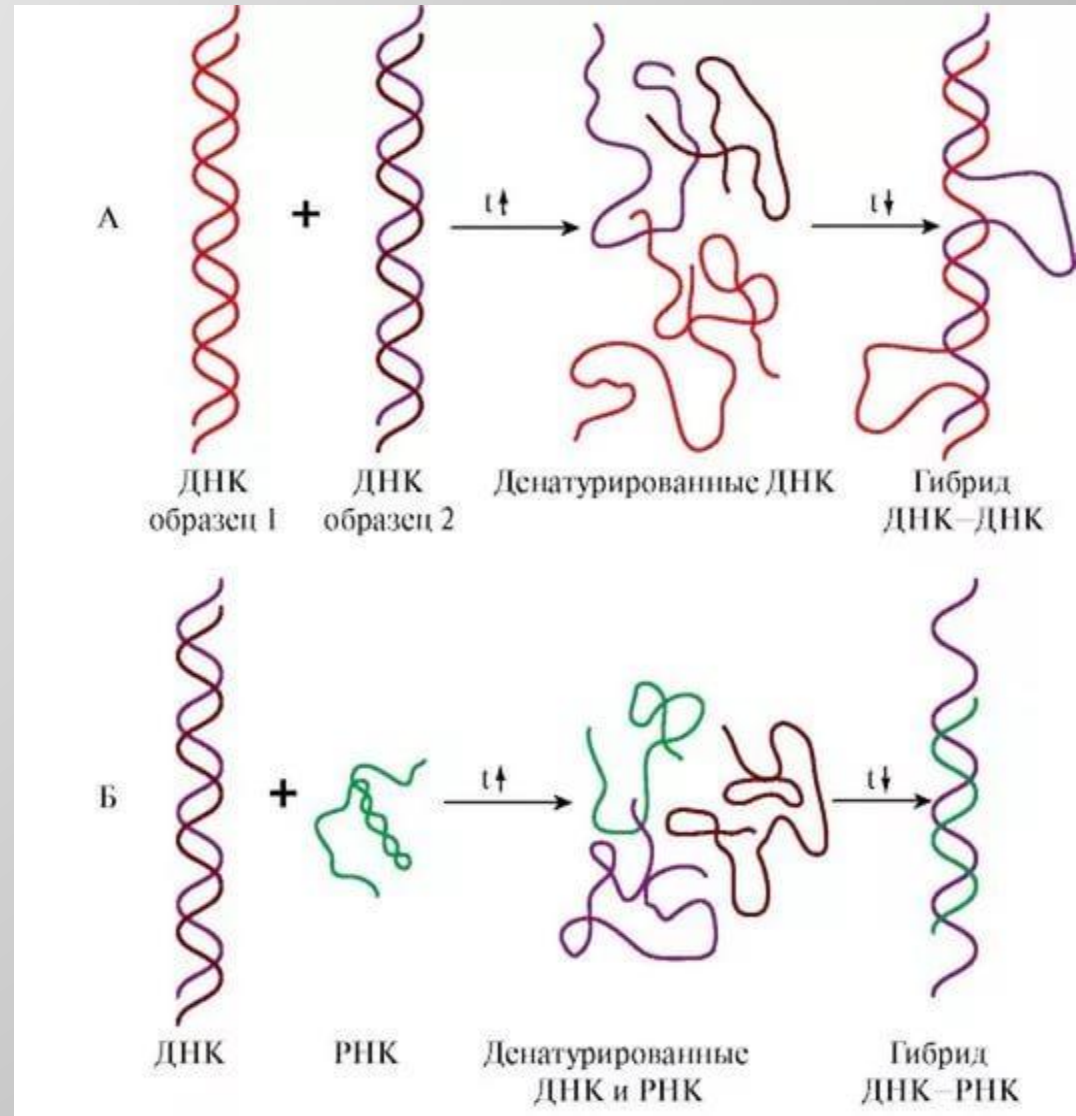 А
+
t↑
t↓
ДНК
образец 1
ДНК
образец 2
Денатурированные ДНК
Гибрид
ДНК–ДНК
Б
+
t↑
t↓
ДНК
РНК
Денатурированные
ДНК и РНК
Гибрид
ДНК–РНК